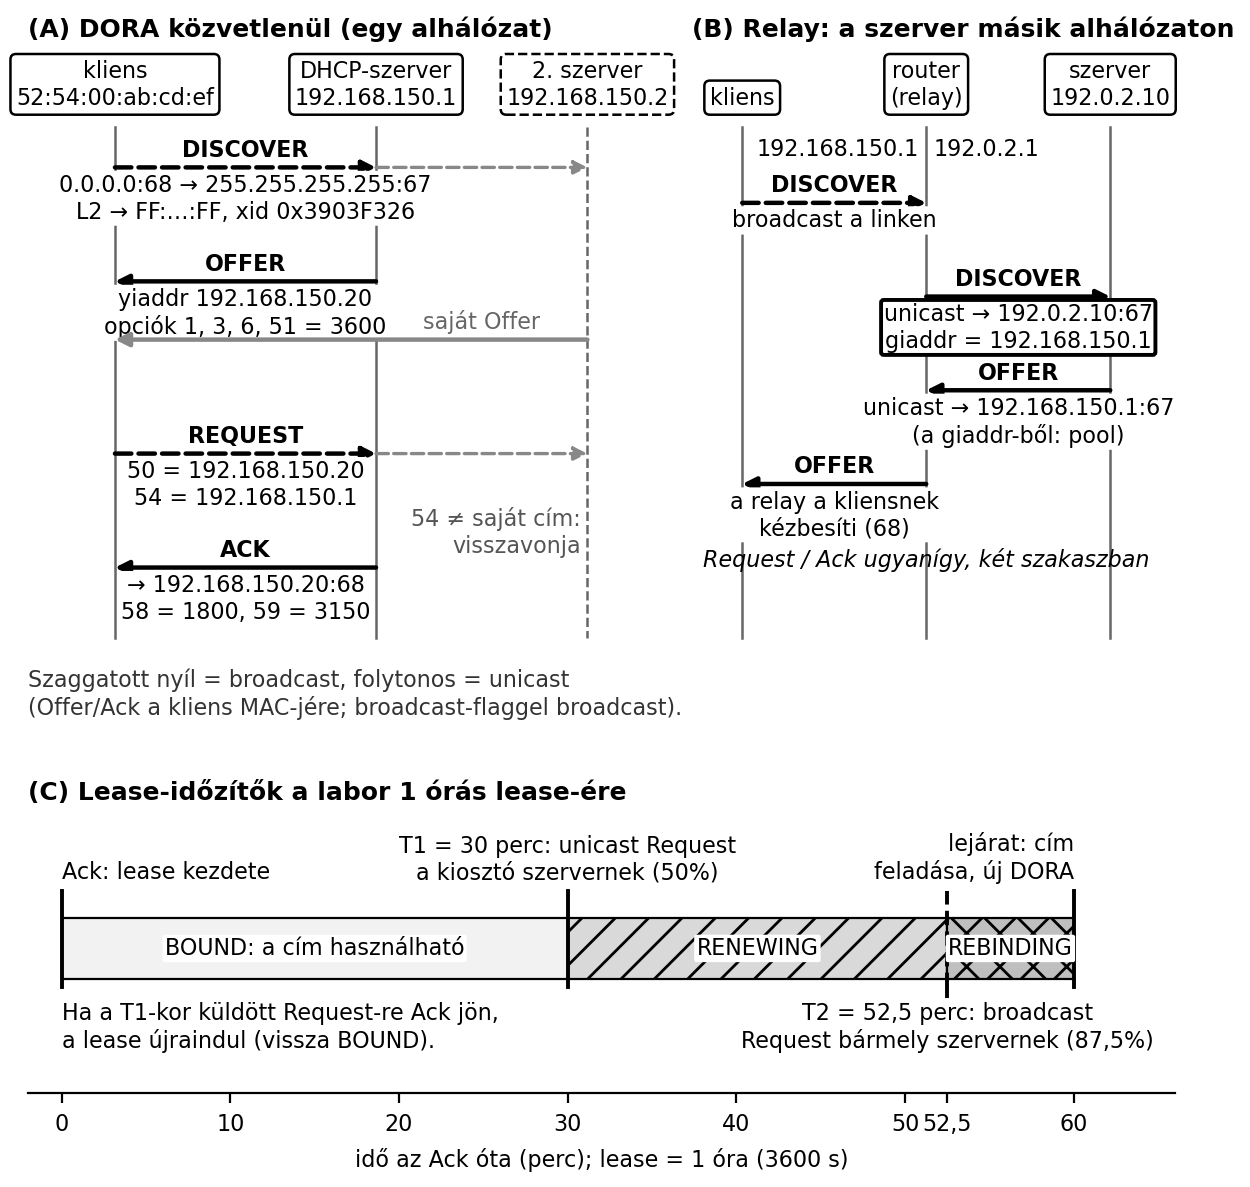 (A) DORA közvetlenül (egy alhálózat)
kliens
52:54:00:ab:cd:ef
DHCP-szerver
192.168.150.1
2. szerver
192.168.150.2
DISCOVER
0.0.0.0:68 → 255.255.255.255:67
L2 → FF:...:FF, xid 0x3903F326
OFFER
yiaddr 192.168.150.20
opciók 1, 3, 6, 51 = 3600
saját Offer
REQUEST
50 = 192.168.150.20
54 = 192.168.150.1
54 ≠ saját cím:
visszavonja
ACK
→ 192.168.150.20:68
58 = 1800, 59 = 3150
Szaggatott nyíl = broadcast, folytonos = unicast
(Offer/Ack a kliens MAC-jére; broadcast-flaggel broadcast).
(B) Relay: a szerver másik alhálózaton
kliens
router
(relay)
szerver
192.0.2.10
192.168.150.1
192.0.2.1
DISCOVER
broadcast a linken
DISCOVER
unicast → 192.0.2.10:67
giaddr = 192.168.150.1
OFFER
unicast → 192.168.150.1:67
(a giaddr-ből: pool)
OFFER
a relay a kliensnek
kézbesíti (68)
Request / Ack ugyanígy, két szakaszban
(C) Lease-időzítők a labor 1 órás lease-ére
Ack: lease kezdete
T1 = 30 perc: unicast Request
a kiosztó szervernek (50%)
lejárat: cím
feladása, új DORA
BOUND: a cím használható
RENEWING
REBINDING
Ha a T1-kor küldött Request-re Ack jön,
a lease újraindul (vissza BOUND).
T2 = 52,5 perc: broadcast
Request bármely szervernek (87,5%)
0 10 20 30 40 50 52,5 60
idő az Ack óta (perc); lease = 1 óra (3600 s)